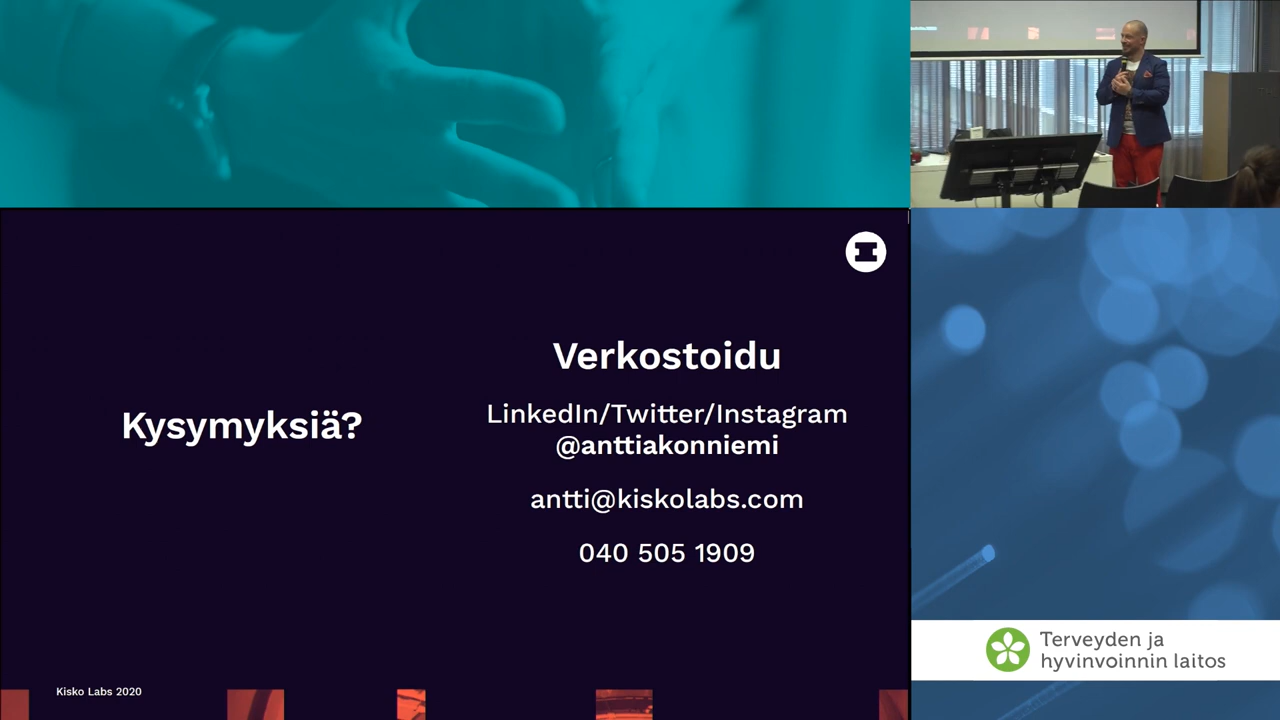 Kysymyksiä?
Verkostoidu
LinkedIn/Twitter/Instagram
@anttiakonniemi
antti@kiskolabs.com
040 505 1909
Kisko Labs 2020
Terveyden ja
hyvinvoinnin laitos